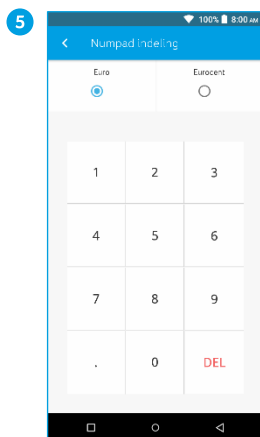 5
100% 8:00 AM
Numpad indeling
Euro Eurocent
1 2 3
4 5 6
7 8 9
. 0 DEL